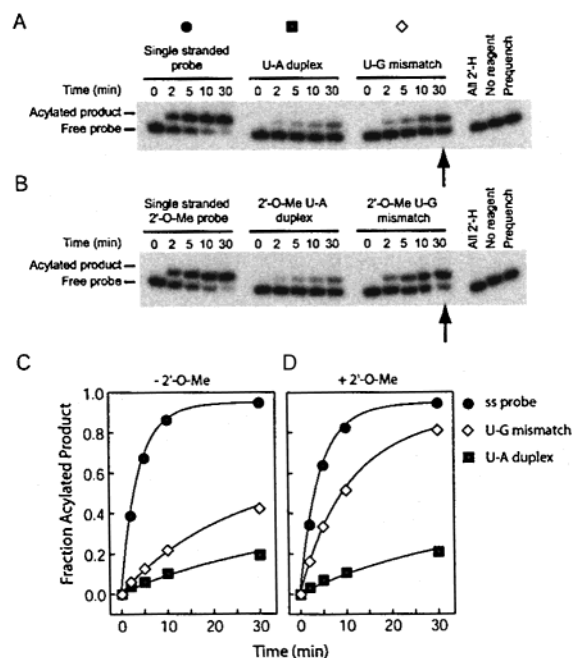 A
Single stranded probe
U-A duplex
U-G mismatch
Time (min) 0 2 5 10 30 0 2 5 10 30 0 2 5 10 30
All 2'-H
No reagent
Prequench
Acylated product
Free probe
B
Single stranded 2'-O-Me probe
2'-O-Me U-A duplex
2'-O-Me U-G mismatch
Time (min) 0 2 5 10 30 0 2 5 10 30 0 2 5 10 30
All 2'-H
No reagent
Prequench
Acylated product
Free probe
C
- 2'-O-Me
D
+ 2'-O-Me
Fraction Acylated Product
1.0
0.8
0.6
0.4
0.2
0.0
0 10 20 30
0 10 20 30
Time (min)
ss probe
U-G mismatch
U-A duplex